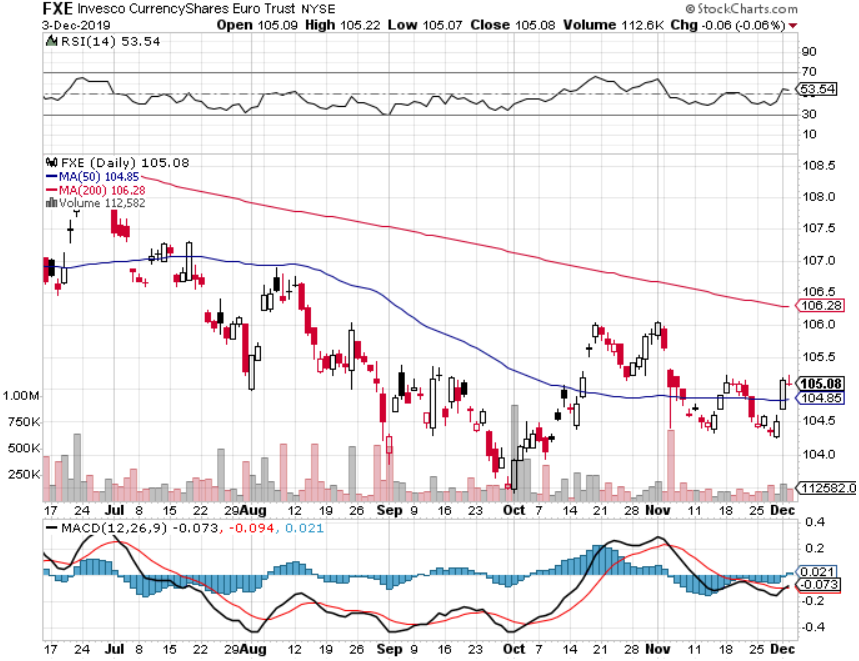 FXE Invesco CurrencyShares Euro Trust NYSE © StockCharts.com
3-Dec-2019 Open 105.09 High 105.22 Low 105.07 Close 105.08 Volume 112.6K Chg -0.06 (-0.06%)
RSI(14) 53.54
90
70
53.54
30
10
FXE (Daily) 105.08
MA(50) 104.85
MA(200) 106.28
Volume 112,582
108.5
108.0
107.5
107.0
106.5
106.28
106.0
105.5
105.08
104.85
104.5
104.0
112582.0
1.00M
750K
500K
250K
17 24 Jul 8 15 22 29 Aug 12 19 26 Sep 9 16 23 Oct 7 14 21 28 Nov 11 18 25 Dec
MACD(12,26,9) -0.073, -0.094, 0.021
0.4
0.2
0.021
-0.073
-0.2
-0.4
17 24 Jul 8 15 22 29 Aug 12 19 26 Sep 9 16 23 Oct 7 14 21 28 Nov 11 18 25 Dec